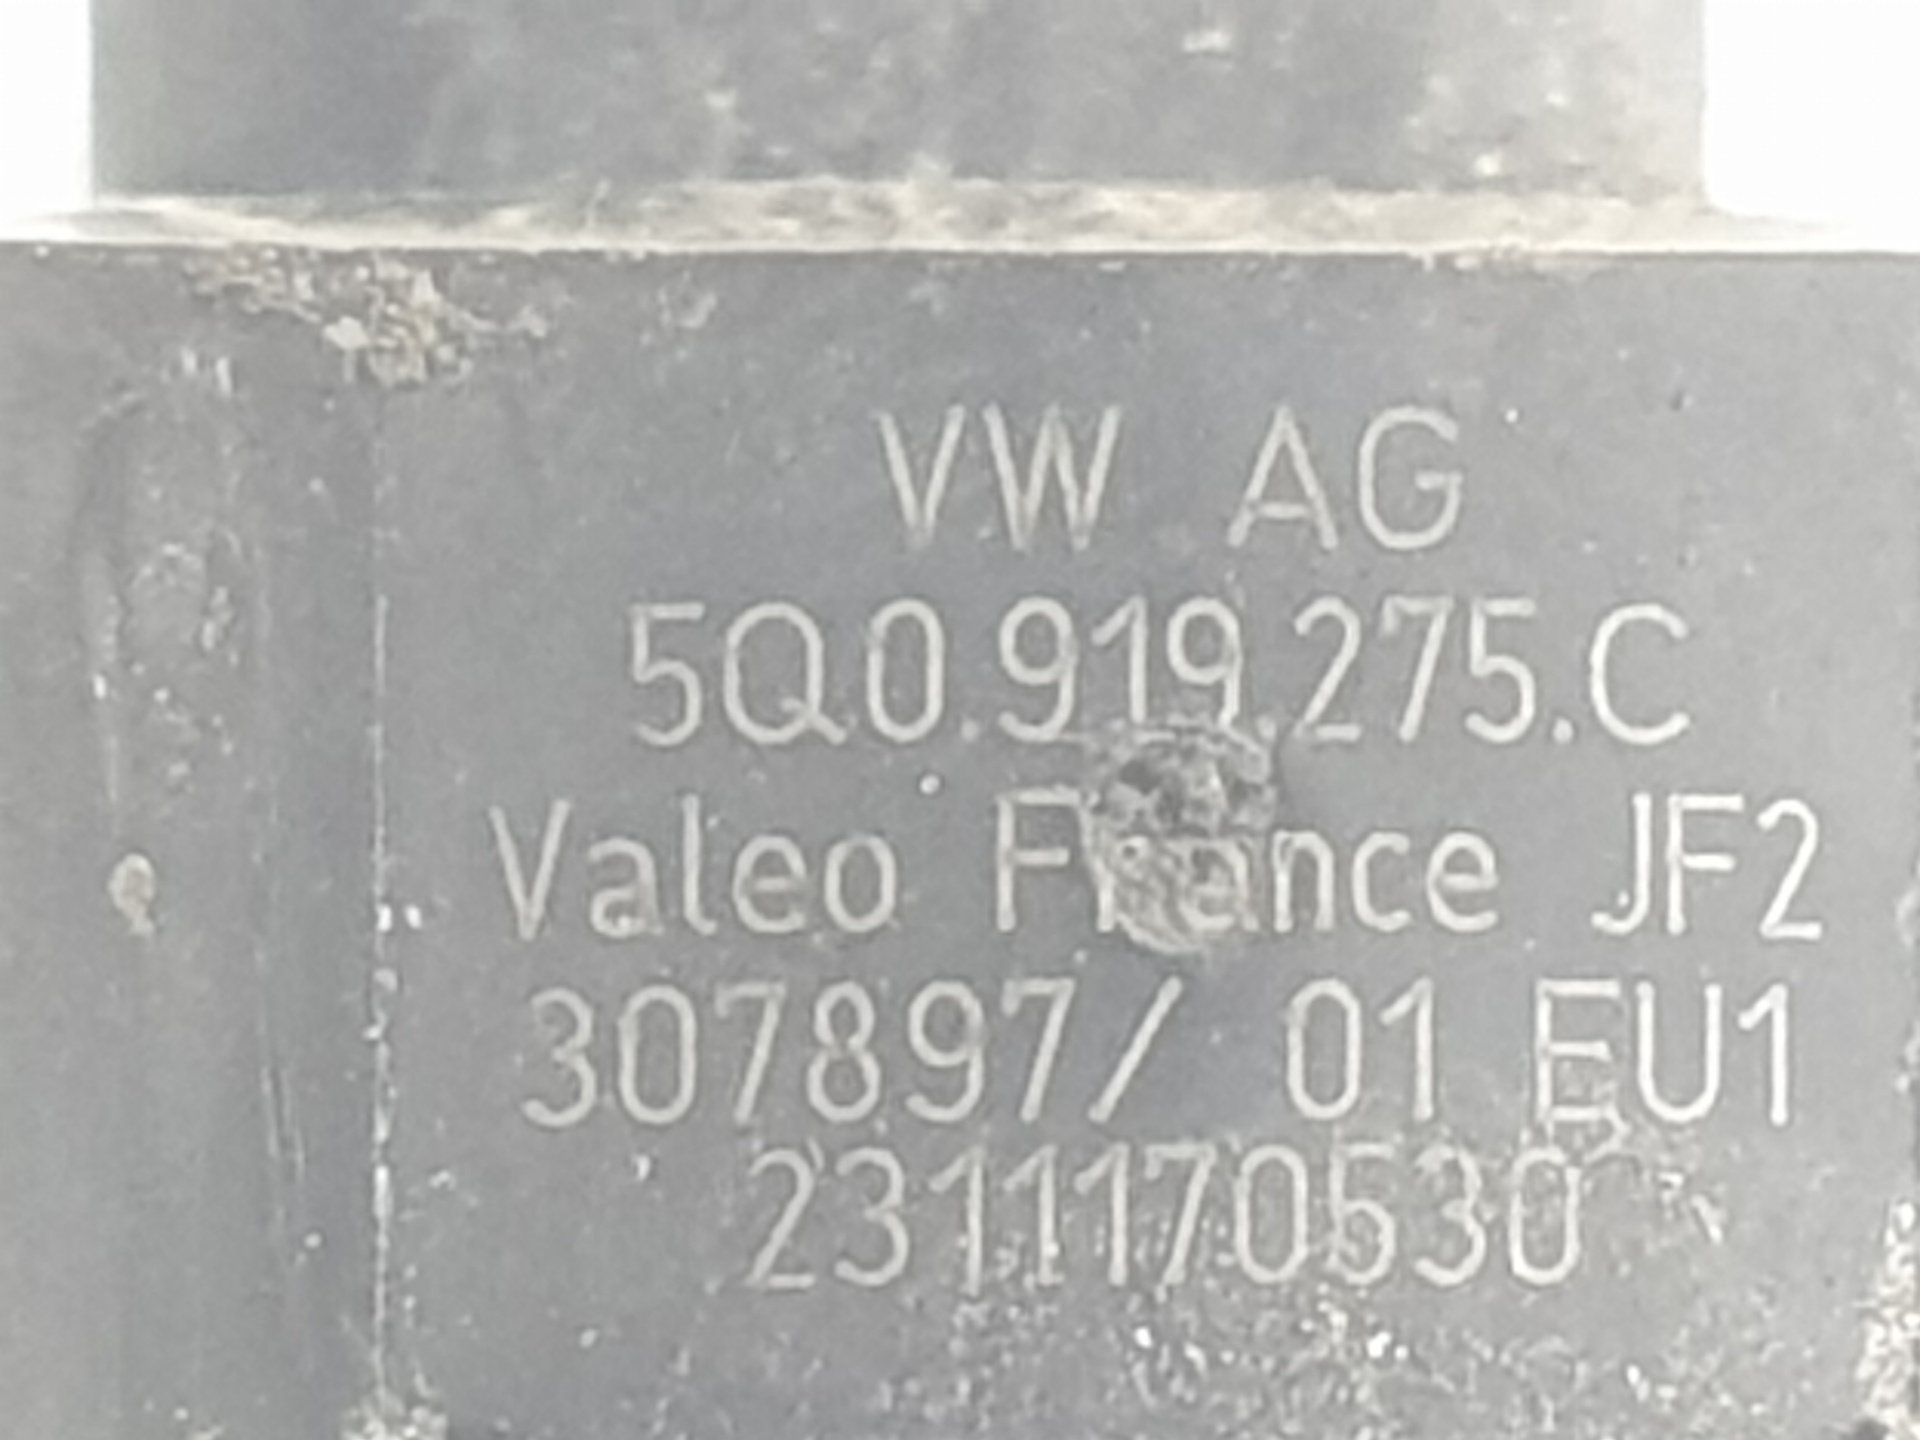 VW AG
5Q0.919.275.C
Valeo France JF2
307897/ 01 EU1
2311170530